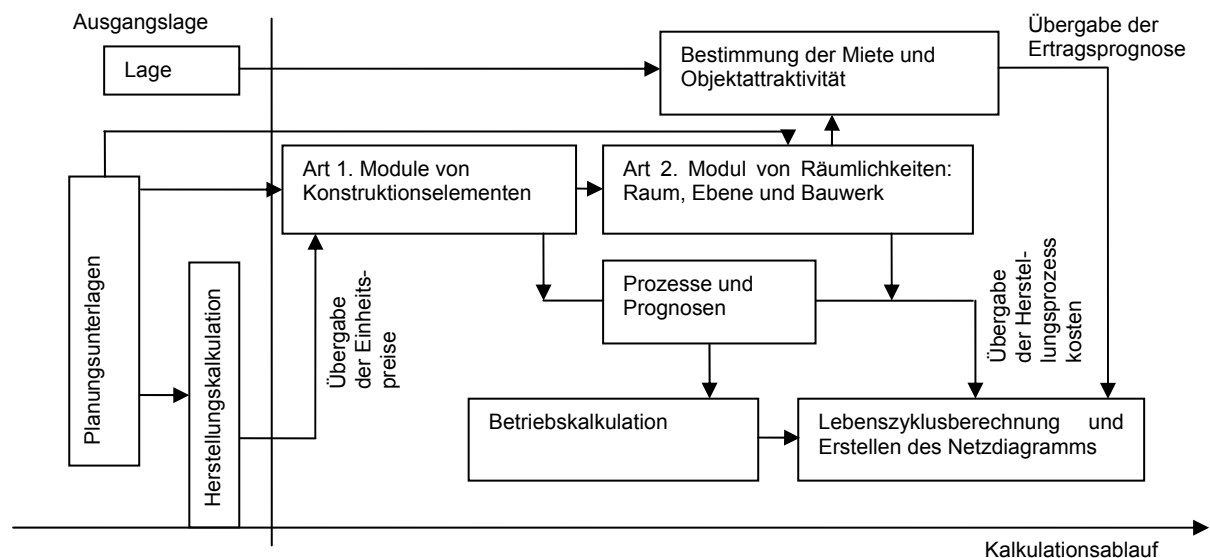 Ausgangslage
Lage
Bestimmung der Miete und
Objektattraktivität
Übergabe der
Ertragsprognose
Art 1. Module von
Konstruktionselementen
Art 2. Modul von Räumlichkeiten:
Raum, Ebene und Bauwerk
Planungsunterlagen
Herstellungskalkulation
Übergabe
der Einheits-
preise
Prozesse und
Prognosen
Übergabe
der Herstel-
lungsprozess
kosten
Betriebskalkulation
Lebenszyklusberechnung und
Erstellen des Netzdiagramms
Kalkulationsablauf